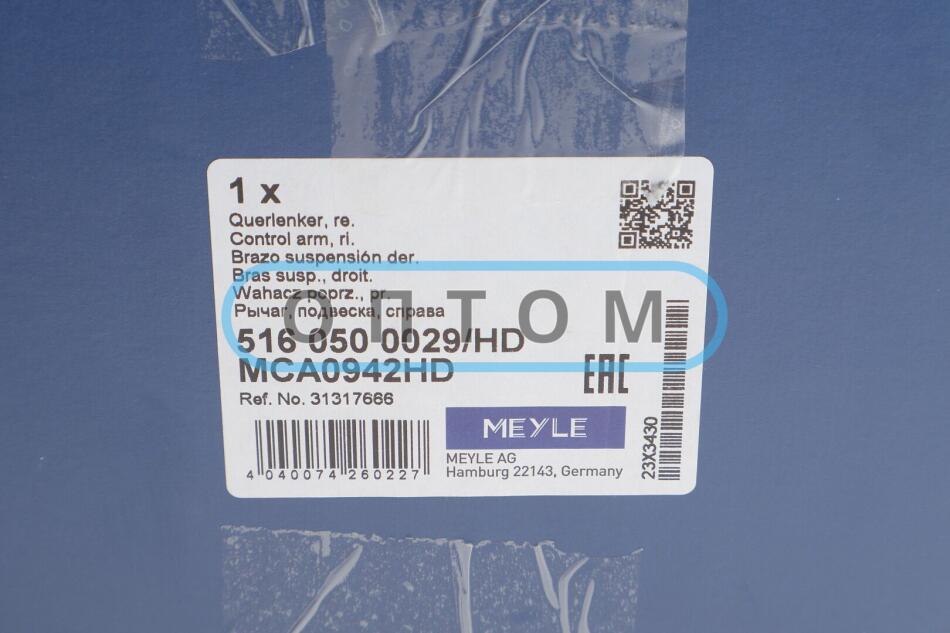 1 x
Querlenker, re.
Control arm, ri.
Brazo suspensión der.
Bras susp., droit.
Wahacz poprz., pr.
Рычаг, подвеска, справа
ОПТОМ
516 050 0029/HD
MCA0942HD
EAC
Ref. No. 31317666
MEYLE
MEYLE AG
Hamburg 22143, Germany
4 040074 260227
23X3430